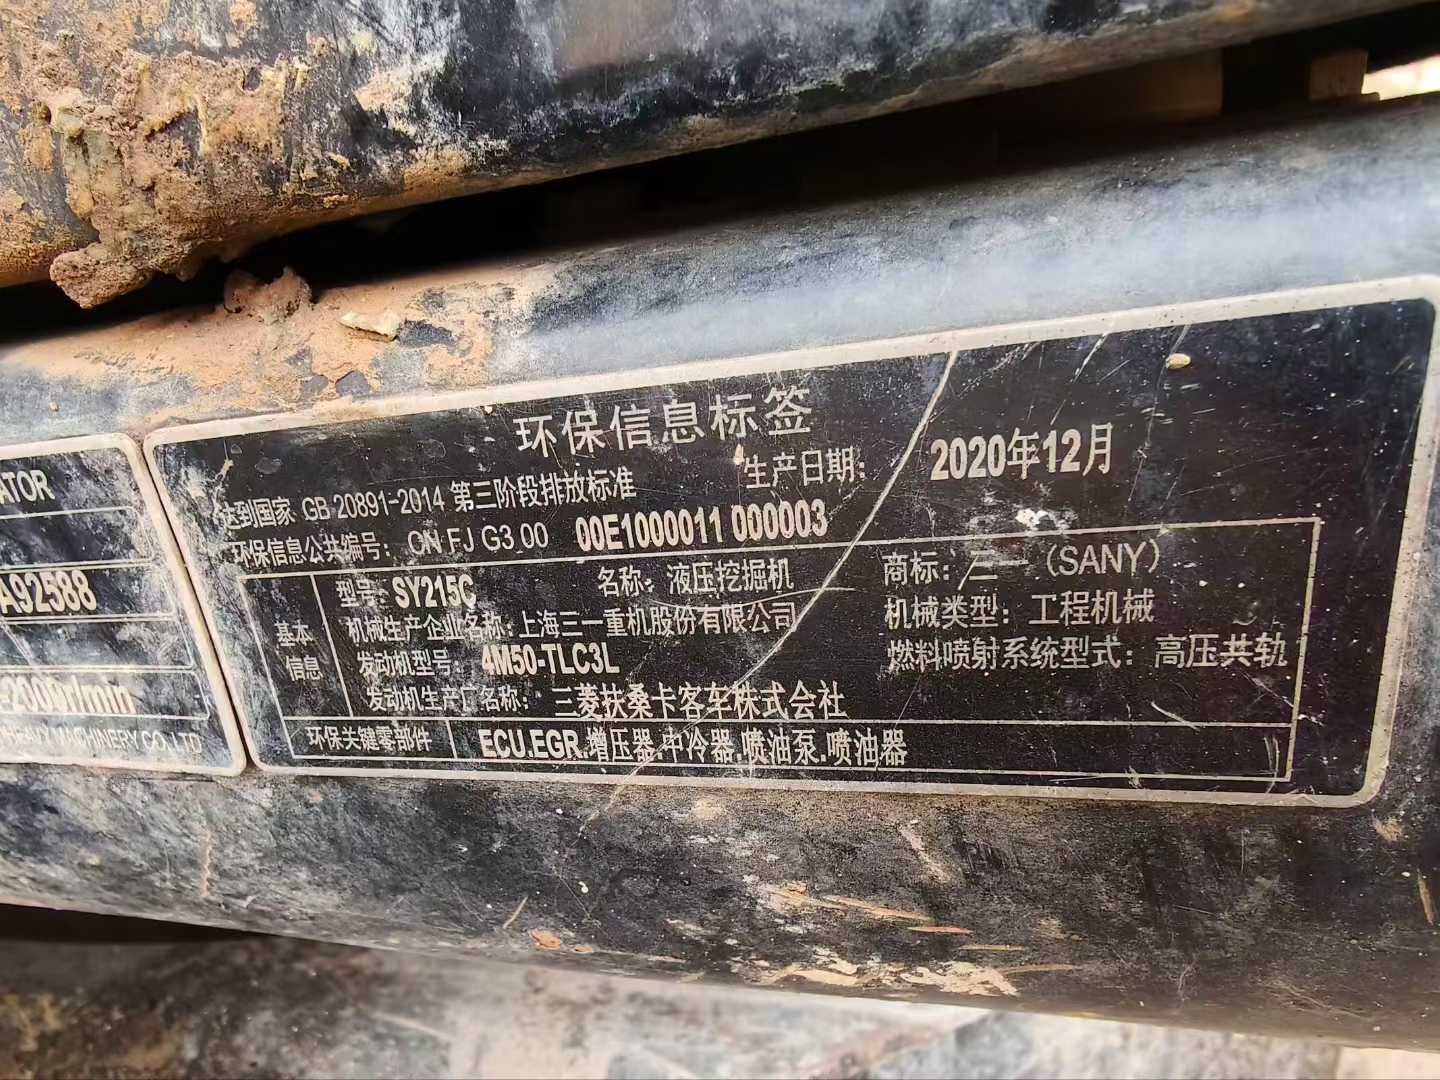 ATOR
A92588
2000r/min
HEAVY MACHINERY CO.,LTD
环保信息标签
达到国家 GB 20891-2014 第三阶段排放标准
生产日期： 2020年12月
环保信息公共编号： CN FJ G3 00 00E1000011 000003
基本信息
型号： SY215C 名称：液压挖掘机 商标：三一（SANY）
机械生产企业名称：上海三一重机股份有限公司 机械类型：工程机械
发动机型号： 4M50-TLC3L 燃料喷射系统型式：高压共轨
发动机生产厂名称： 三菱扶桑卡客车株式会社
环保关键零部件 ECU.EGR.增压器.中冷器.喷油泵.喷油器